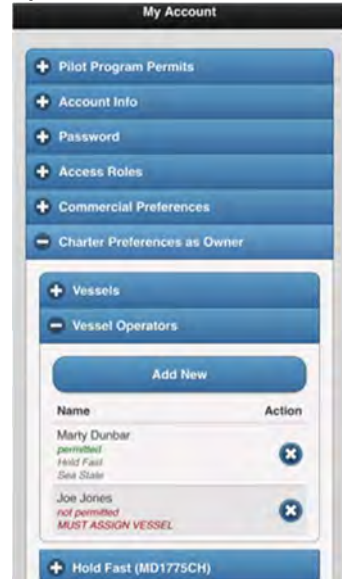 My Account
Pilot Program Permits
Account Info
Password
Access Roles
Commercial Preferences
Charter Preferences as Owner
Vessels
Vessel Operators
Add New
Name Action
Marty Dunbar
permitted
Hold Fast
Sea State
Joe Jones
not permitted
MUST ASSIGN VESSEL
Hold Fast (MD1775CH)